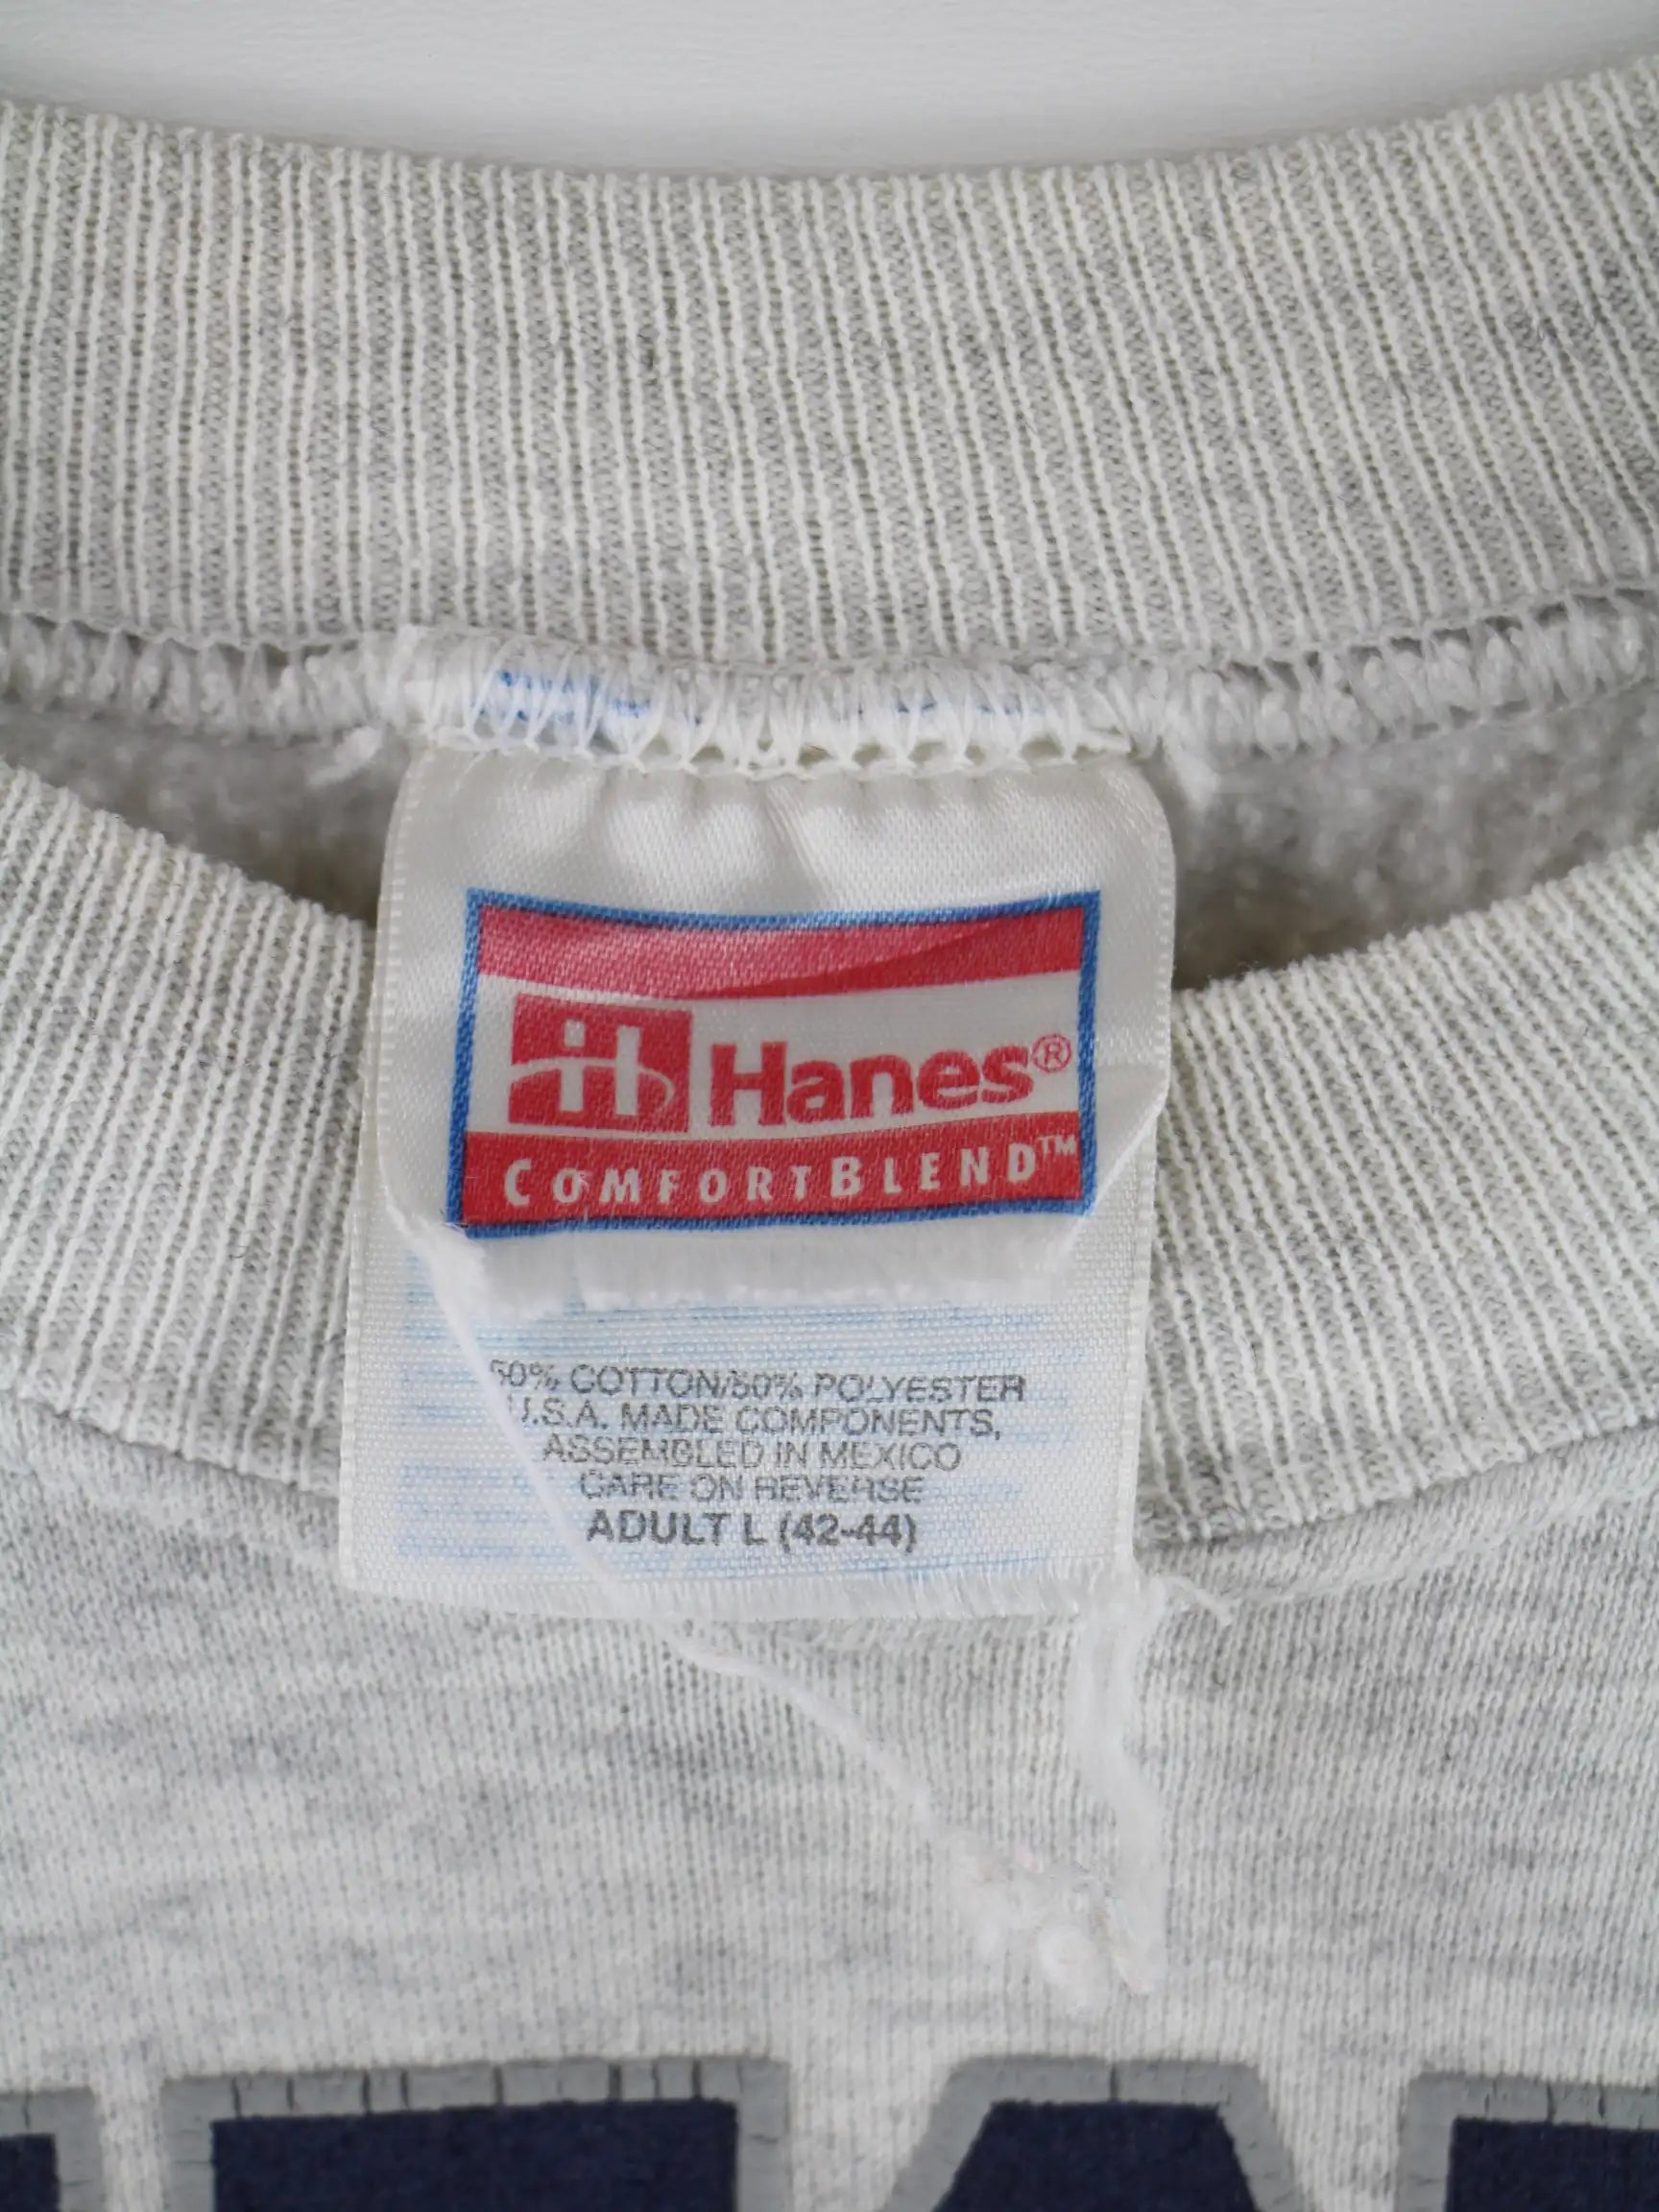 Hanes®
COMFORTBLEND™
50% COTTON/50% POLYESTER
U.S.A. MADE COMPONENTS,
ASSEMBLED IN MEXICO
CARE ON REVERSE
ADULT L (42-44)